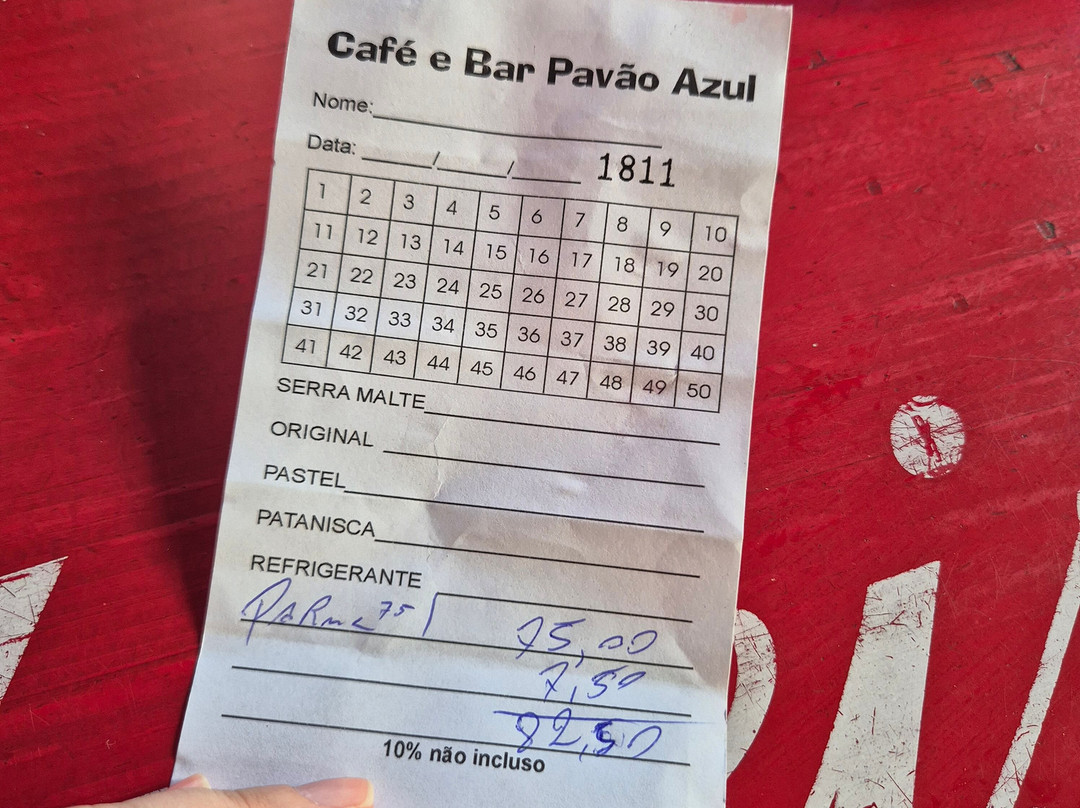 Café e Bar Pavão Azul
Nome:
Data: / / 1811
1 2 3 4 5 6 7 8 9 10
11 12 13 14 15 16 17 18 19 20
21 22 23 24 25 26 27 28 29 30
31 32 33 34 35 36 37 38 39 40
41 42 43 44 45 46 47 48 49 50
SERRA MALTE
ORIGINAL
PASTEL
PATANISCA
REFRIGERANTE
75 75,00
7,50
82,50
10% não incluso